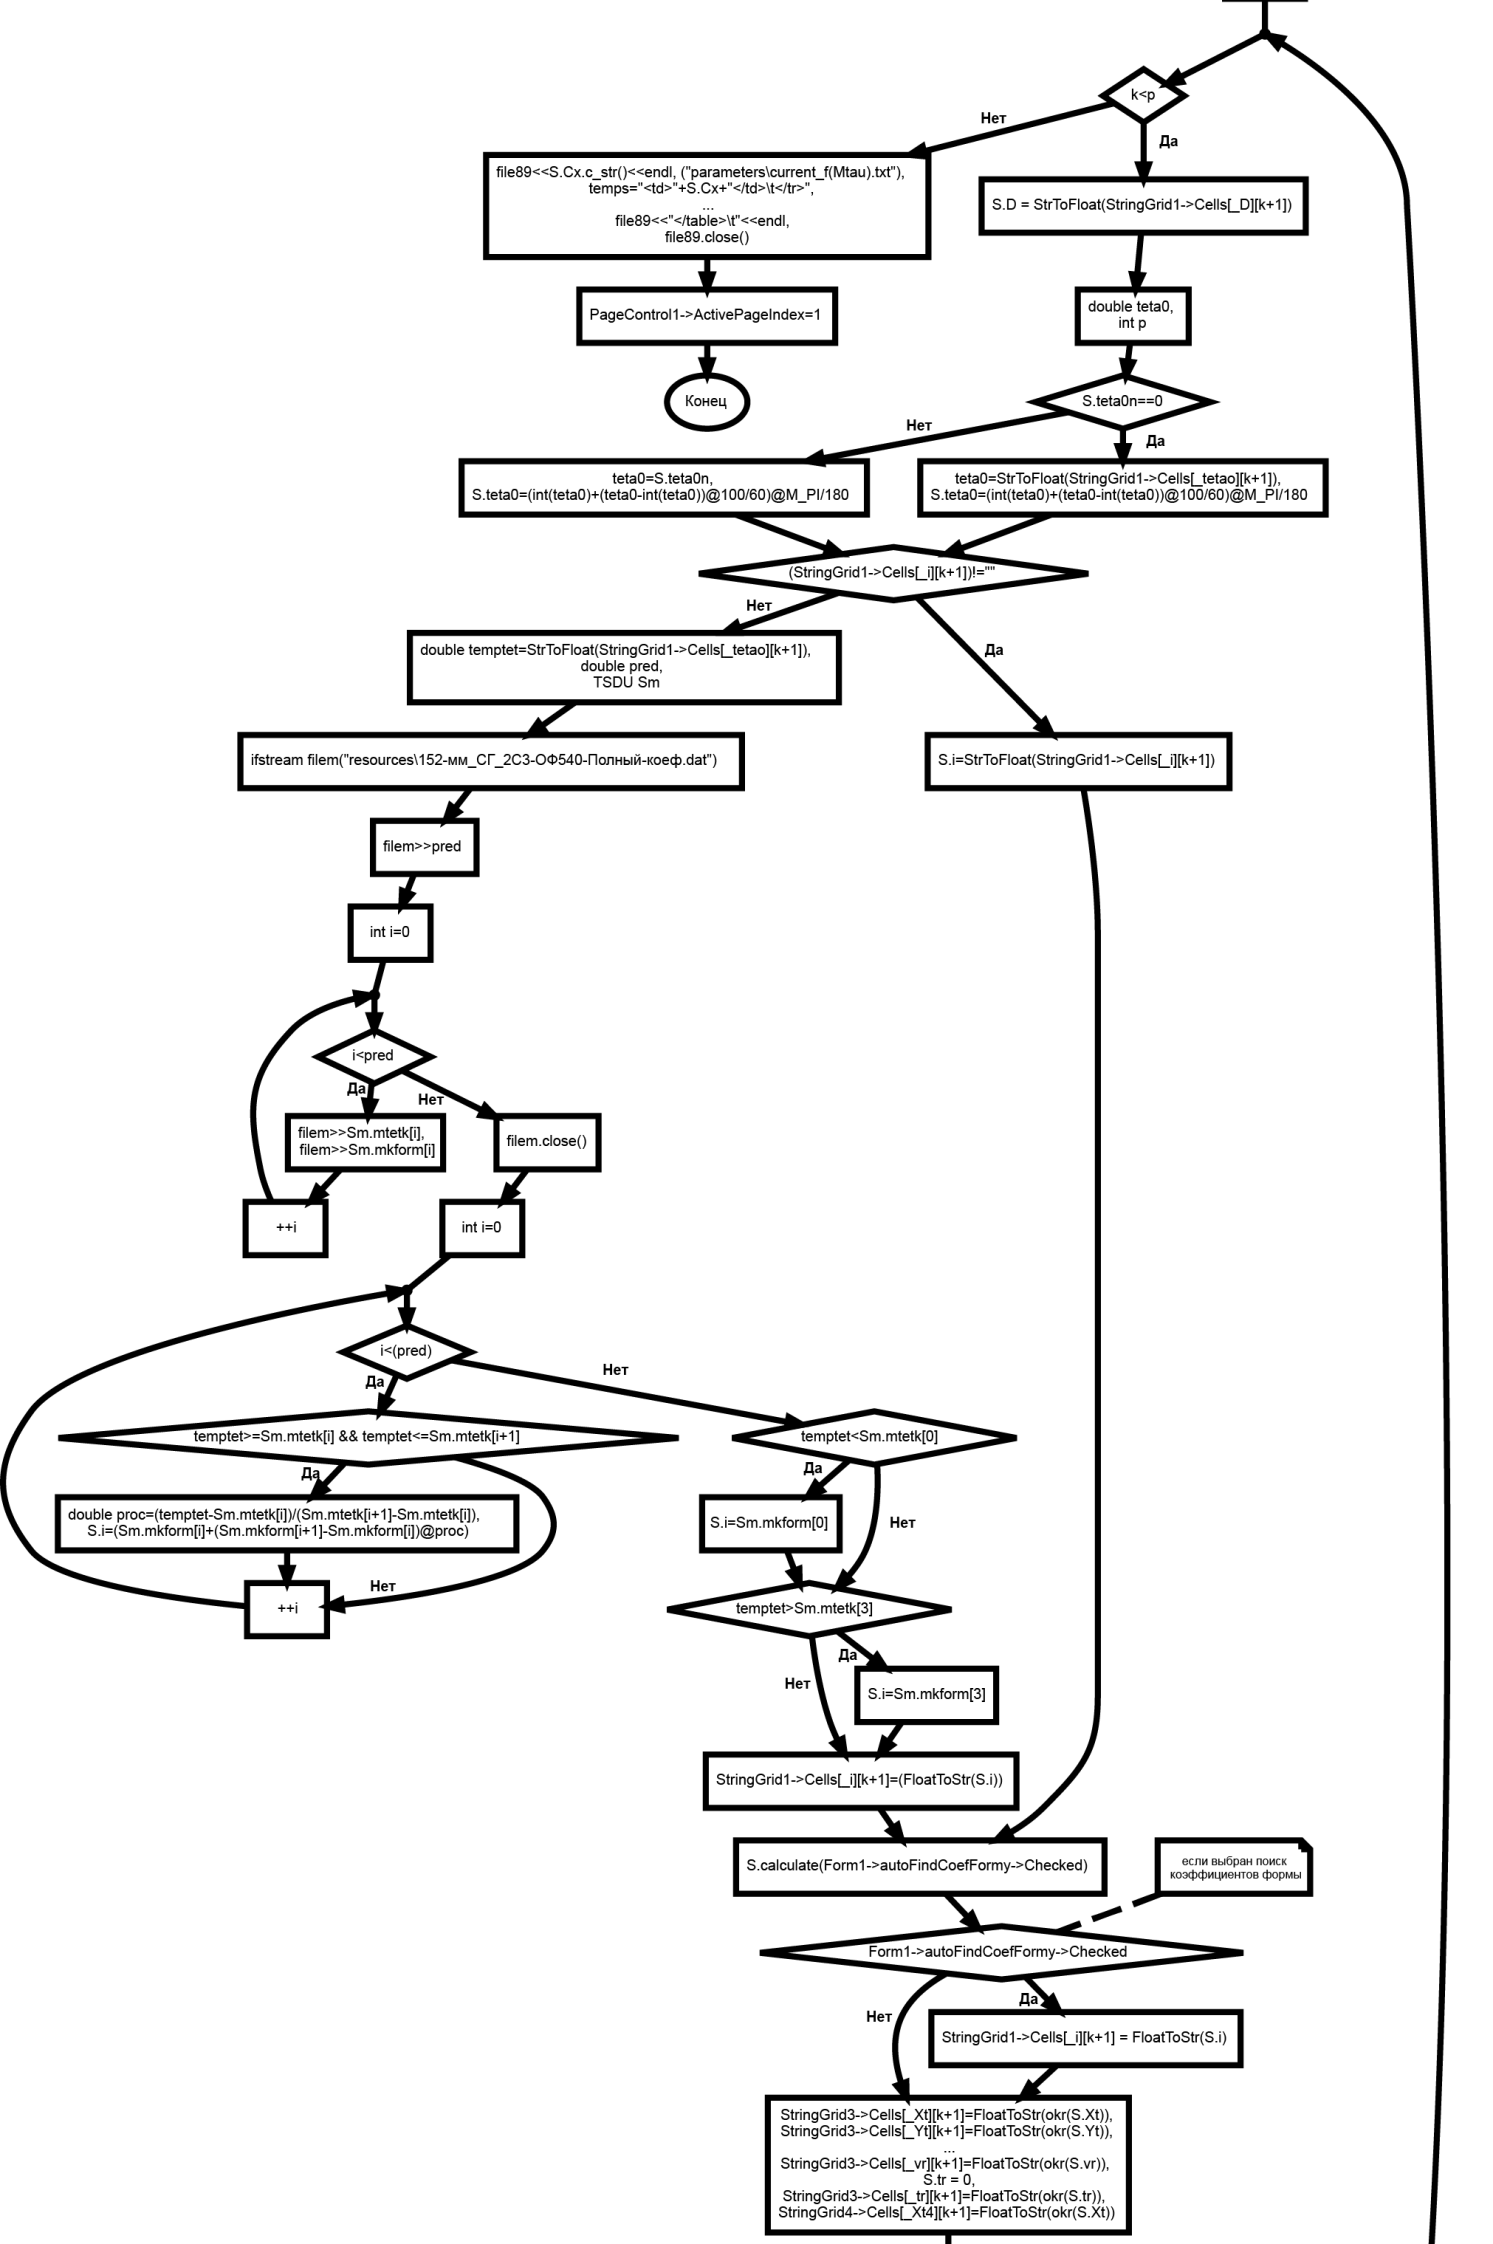 k<p
Нет
Да
file89<<S.Cx.c_str()<<endl, ("parameters\current_f(Mtau).txt"),
temps="<td>"+S.Cx+"</td>\t</tr>",
...
file89<<"</table>\t"<<endl,
file89.close()
S.D = StrToFloat(StringGrid1->Cells[_D][k+1])
PageControl1->ActivePageIndex=1
double teta0,
int p
Конец
S.teta0n==0
Нет
Да
teta0=S.teta0n,
S.teta0=(int(teta0)+(teta0-int(teta0))@100/60)@M_PI/180
teta0=StrToFloat(StringGrid1->Cells[_tetao][k+1]),
S.teta0=(int(teta0)+(teta0-int(teta0))@100/60)@M_PI/180
(StringGrid1->Cells[_i][k+1])!=""
Нет
Да
double temptet=StrToFloat(StringGrid1->Cells[_tetao][k+1]),
double pred,
TSDU Sm
ifstream filem("resources\152-мм_СГ_2С3-ОФ540-Полный-коеф.dat")
S.i=StrToFloat(StringGrid1->Cells[_i][k+1])
filem>>pred
int i=0
i<pred
Да
Нет
filem>>Sm.mtetk[i],
filem>>Sm.mkform[i]
filem.close()
++i
int i=0
i<(pred)
Да
Нет
temptet>=Sm.mtetk[i] && temptet<=Sm.mtetk[i+1]
temptet<Sm.mtetk[0]
Да
Да
double proc=(temptet-Sm.mtetk[i])/(Sm.mtetk[i+1]-Sm.mtetk[i]),
S.i=(Sm.mkform[i]+(Sm.mkform[i+1]-Sm.mkform[i])@proc)
S.i=Sm.mkform[0]
Нет
Нет
++i
temptet>Sm.mtetk[3]
Да
Нет
S.i=Sm.mkform[3]
StringGrid1->Cells[_i][k+1]=(FloatToStr(S.i))
S.calculate(Form1->autoFindCoefFormy->Checked)
если выбран поиск
коэффициентов формы
Form1->autoFindCoefFormy->Checked
Да
Нет
StringGrid1->Cells[_i][k+1] = FloatToStr(S.i)
StringGrid3->Cells[_Xt][k+1]=FloatToStr(okr(S.Xt)),
StringGrid3->Cells[_Yt][k+1]=FloatToStr(okr(S.Yt)),
...
StringGrid3->Cells[_vr][k+1]=FloatToStr(okr(S.vr)),
S.tr = 0,
StringGrid3->Cells[_tr][k+1]=FloatToStr(okr(S.tr)),
StringGrid4->Cells[_Xt4][k+1]=FloatToStr(okr(S.Xt))